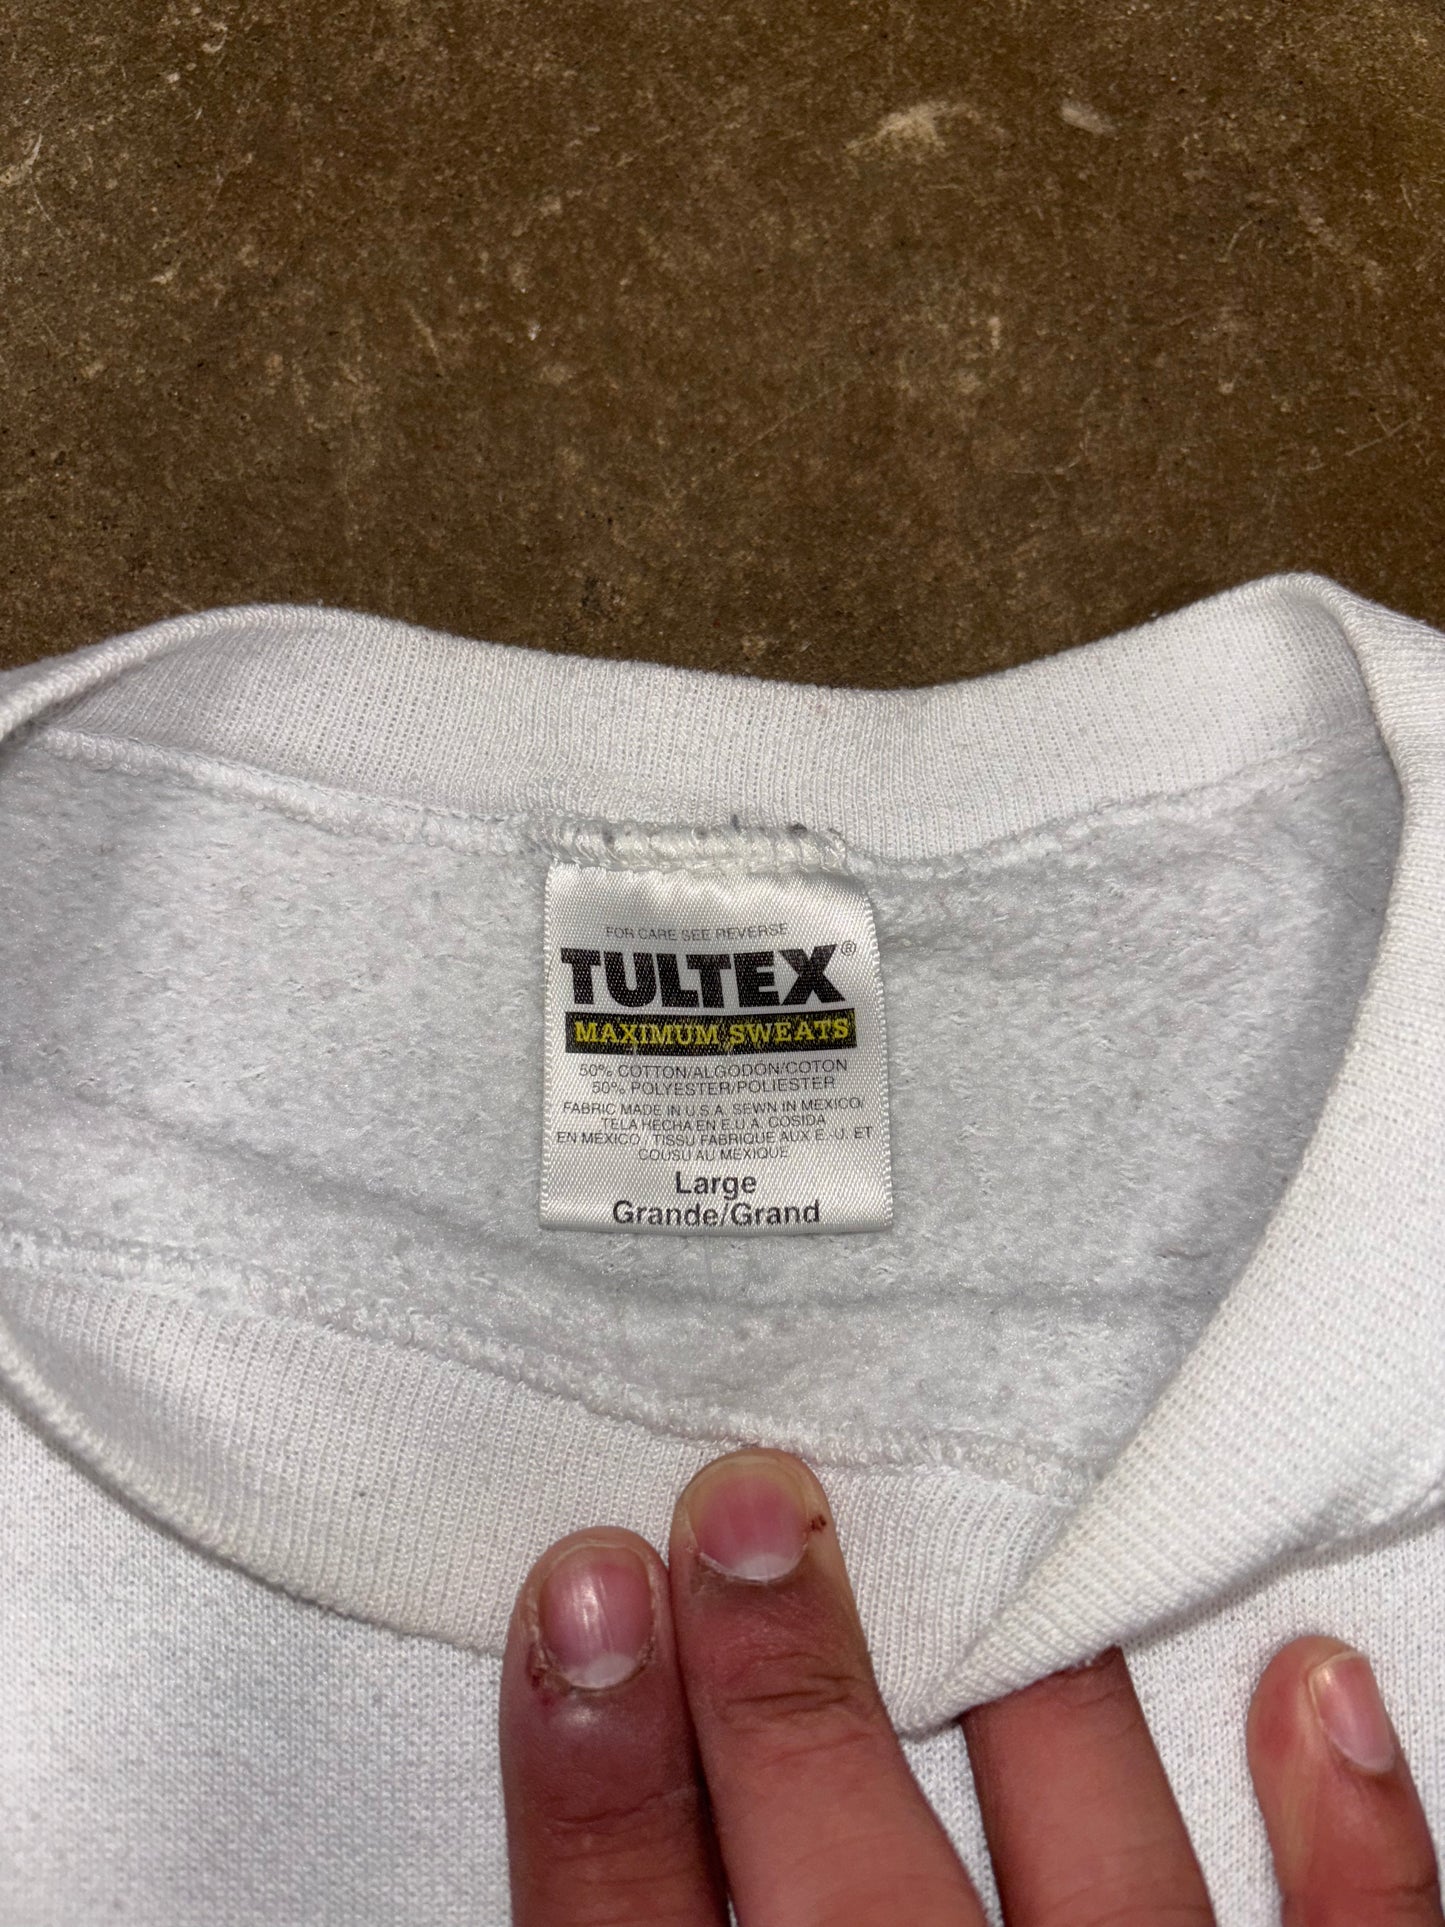 FOR CARE SEE REVERSE
TULTEX®
MAXIMUM SWEATS
50% COTTON/ALGODÓN/COTON
50% POLYESTER/POLIESTER
FABRIC MADE IN U.S.A. SEWN IN MEXICO/
TELA HECHA EN E.U.A. COSIDA
EN MEXICO, TISSU FABRIQUE AUX E.-U. ET
COUSU AU MEXIQUE
Large
Grande/Grand